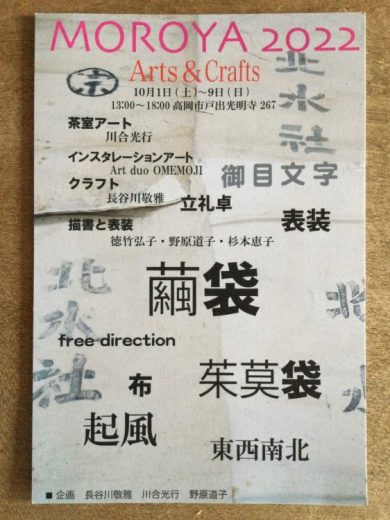 MOROYA 2022
Arts & Crafts
10月1日(土)~9日(日)
13:00~18:00 高岡市戸出光明寺267
茶室アート
川合光行
インスタレーションアート
Art duo OMEMOJI
クラフト
長谷川敬雅
描書と表装
徳竹弘子・野原道子・杉本恵子
北水社
御目文字
立礼卓
表装
繭袋
北水社
北水
free direction
布
茱萸袋
起風
東西南北
■ 企画 長谷川敬雅 川合光行 野原道子